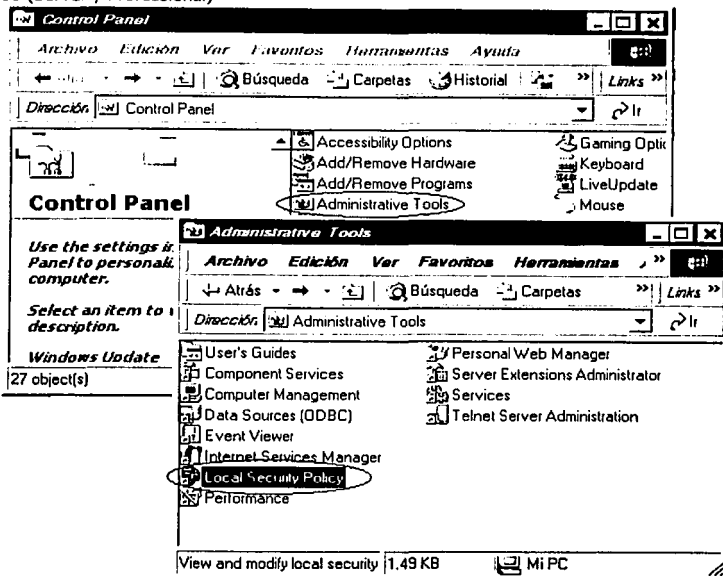 Control Panel
Archivo Edición Ver Favoritos Herramientas Ayuda
Búsqueda Carpetas Historial » Links »
Dirección Control Panel Ir
Control Panel
Use the settings in
Panel to personali
computer.
Select an item to
description.
Windows Update
27 object(s)
Accessibility Options
Add/Remove Hardware
Add/Remove Programs
Administrative Tools
Gaming Optic
Keyboard
LiveUpdate
Mouse
Administrative Tools
Archivo Edición Ver Favoritos Herramientas »
Atrás Búsqueda Carpetas » Links »
Dirección Administrative Tools Ir
User's Guides
Component Services
Computer Management
Data Sources (ODBC)
Event Viewer
Internet Services Manager
Local Security Policy
Performance
Personal Web Manager
Server Extensions Administrator
Services
Telnet Server Administration
View and modify local security 1.49 KB Mi PC